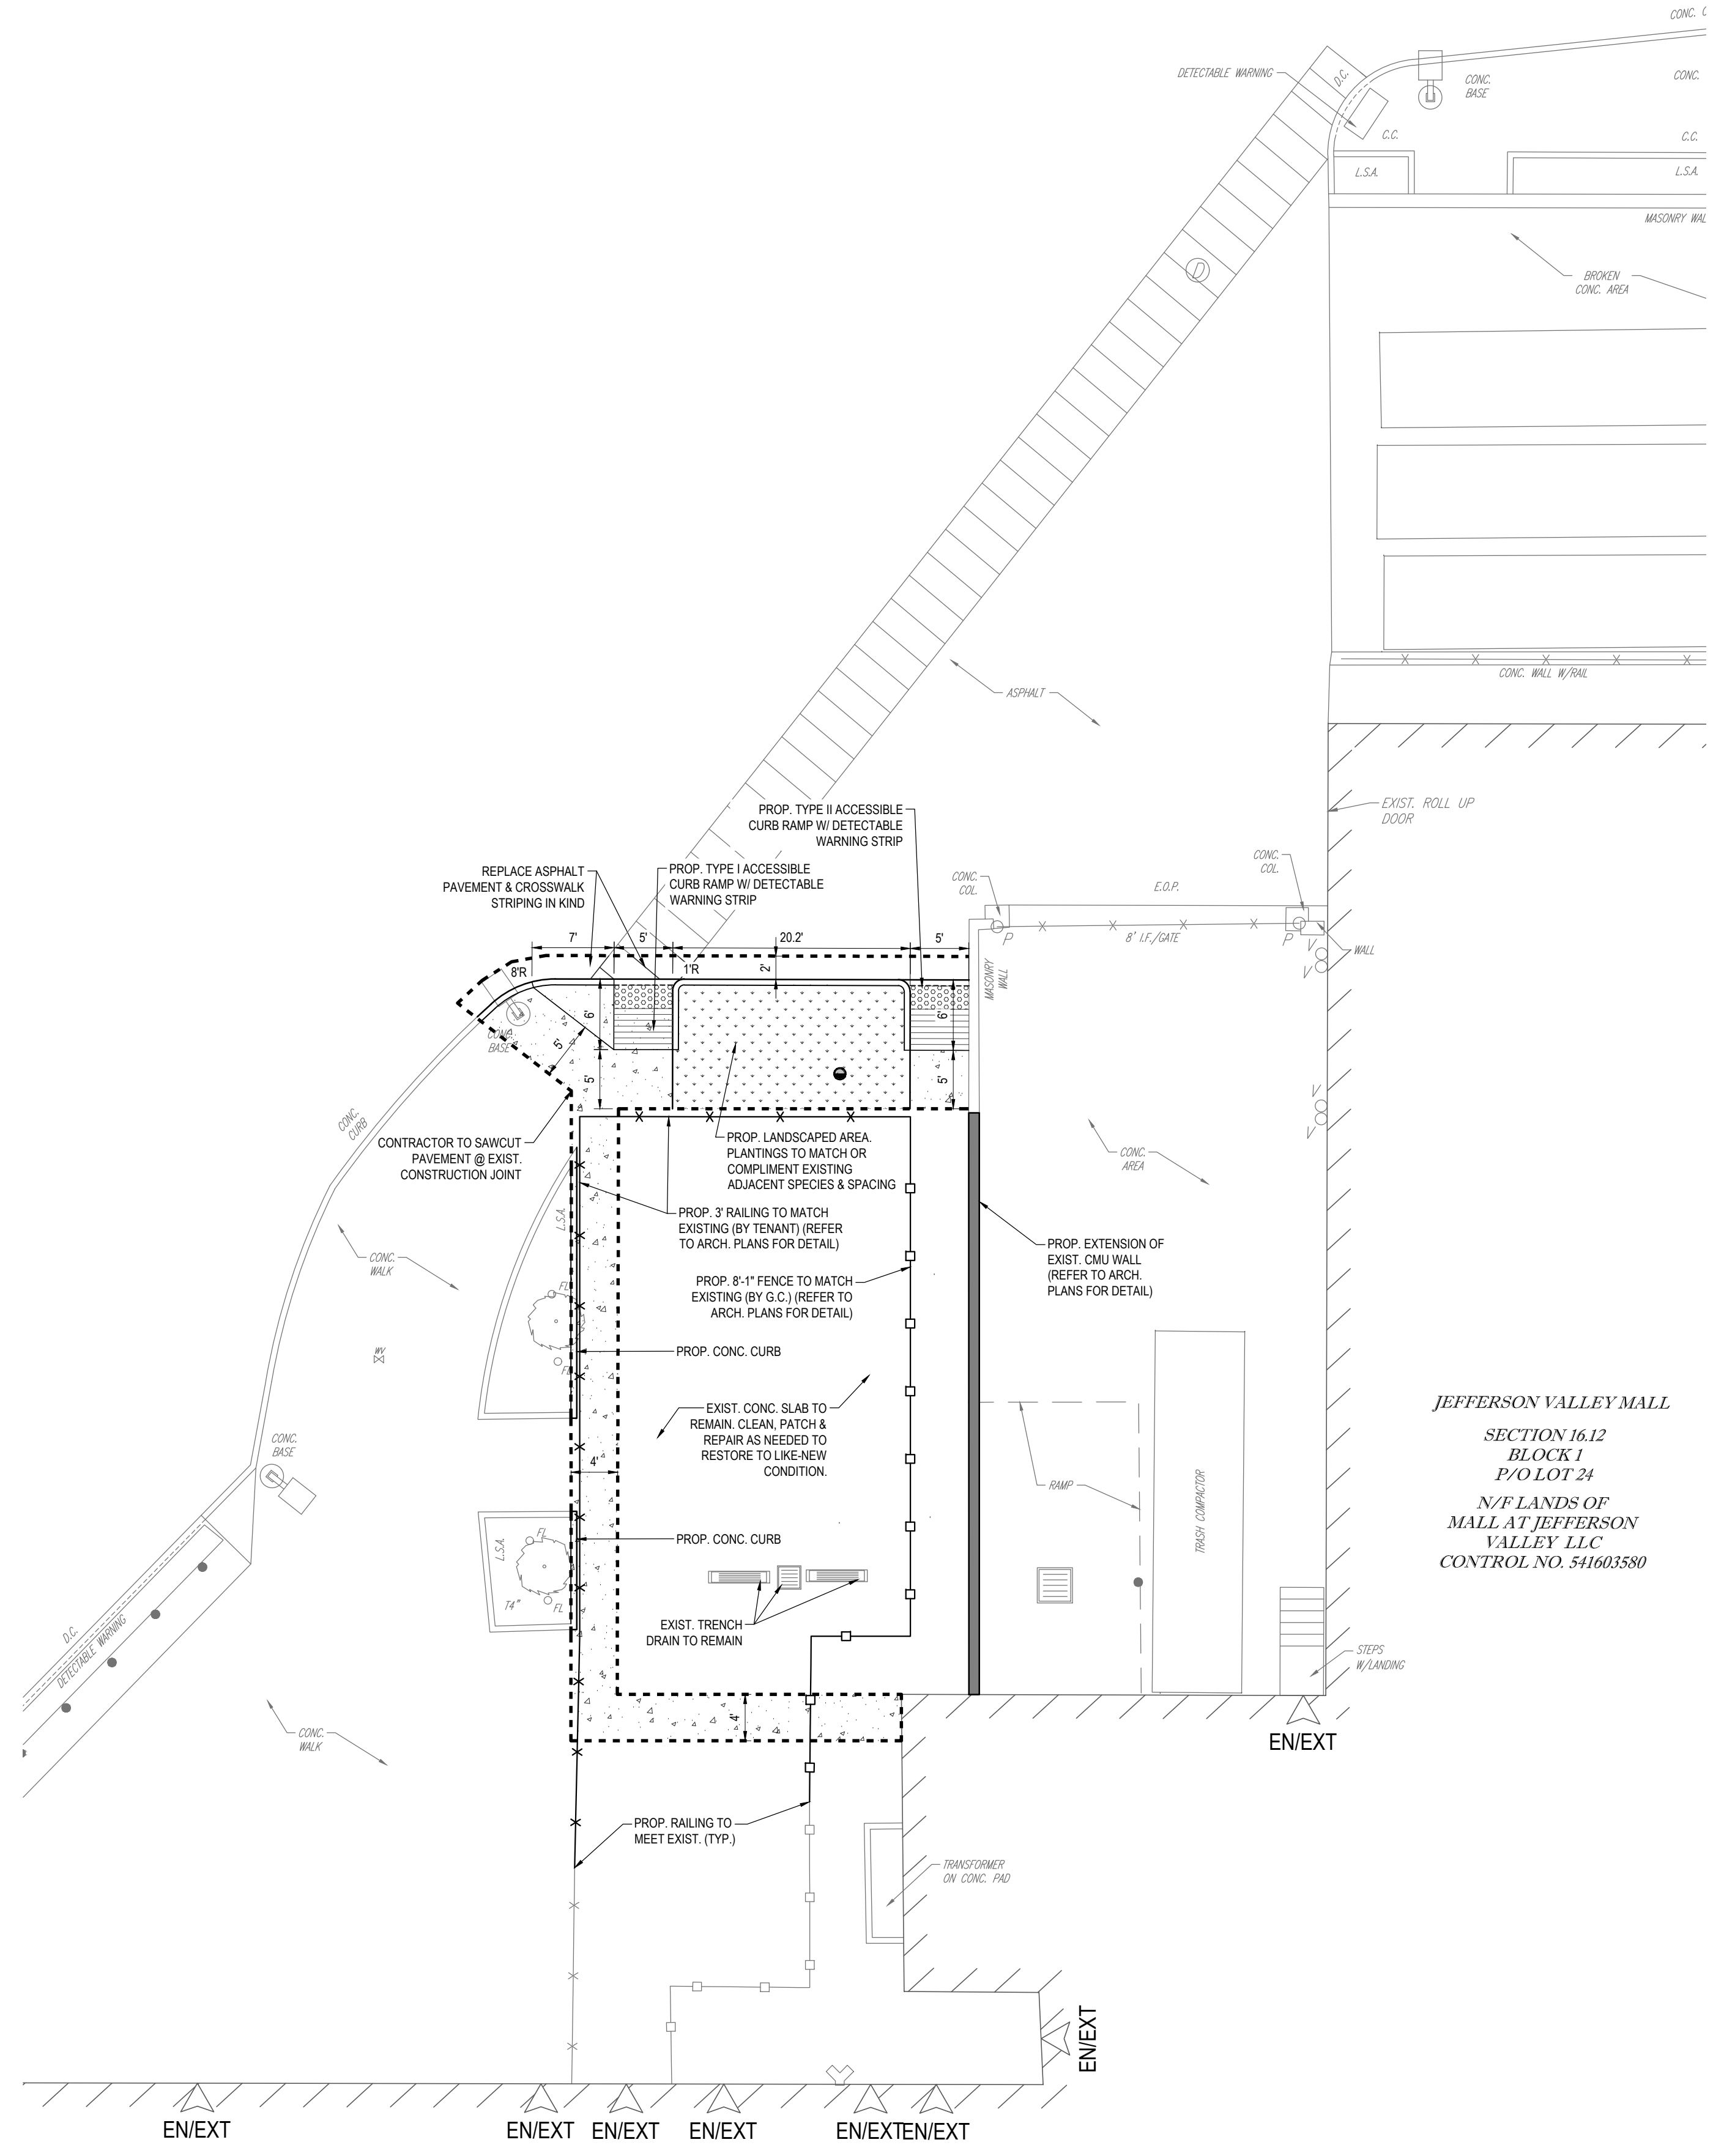 CONC. C
DETECTABLE WARNING
D.C.
CONC.
BASE
CONC.
C.C.
C.C.
L.S.A.
L.S.A.
MASONRY WAL
D
BROKEN
CONC. AREA
ASPHALT
CONC. WALL W/RAIL
EXIST. ROLL UP
DOOR
PROP. TYPE II ACCESSIBLE
CURB RAMP W/ DETECTABLE
WARNING STRIP
REPLACE ASPHALT
PAVEMENT & CROSSWALK
STRIPING IN KIND
PROP. TYPE I ACCESSIBLE
CURB RAMP W/ DETECTABLE
WARNING STRIP
CONC.
COL.
CONC.
COL.
E.O.P.
P
8' I.F./GATE
P
V
WALL
V
MASONRY
WALL
7'
5'
20.2'
5'
8'R
1'R
2'
6'
6'
CONC.
BASE
5'
5'
5'
V
V
CONC.
CURB
CONTRACTOR TO SAWCUT
PAVEMENT @ EXIST.
CONSTRUCTION JOINT
PROP. LANDSCAPED AREA.
PLANTINGS TO MATCH OR
COMPLIMENT EXISTING
ADJACENT SPECIES & SPACING
CONC.
AREA
L.S.A.
PROP. 3' RAILING TO MATCH
EXISTING (BY TENANT) (REFER
TO ARCH. PLANS FOR DETAIL)
CONC.
WALK
PROP. EXTENSION OF
EXIST. CMU WALL
(REFER TO ARCH.
PLANS FOR DETAIL)
PROP. 8'-1" FENCE TO MATCH
EXISTING (BY G.C.) (REFER TO
ARCH. PLANS FOR DETAIL)
FL
WV
PROP. CONC. CURB
FL
EXIST. CONC. SLAB TO
REMAIN. CLEAN, PATCH &
REPAIR AS NEEDED TO
RESTORE TO LIKE-NEW
CONDITION.
JEFFERSON VALLEY MALL
SECTION 16.12
BLOCK 1
P/O LOT 24
N/F LANDS OF
MALL AT JEFFERSON
VALLEY LLC
CONTROL NO. 541603580
CONC.
BASE
4'
RAMP
TRASH COMPACTOR
L.S.A.
FL
PROP. CONC. CURB
T4"
FL
EXIST. TRENCH
DRAIN TO REMAIN
D.C.
DETECTABLE WARNING
STEPS
W/LANDING
4'
CONC.
WALK
EN/EXT
PROP. RAILING TO
MEET EXIST. (TYP.)
TRANSFORMER
ON CONC. PAD
EN/EXT
EN/EXT
EN/EXT
EN/EXT
EN/EXT
EN/EXT
EN/EXT